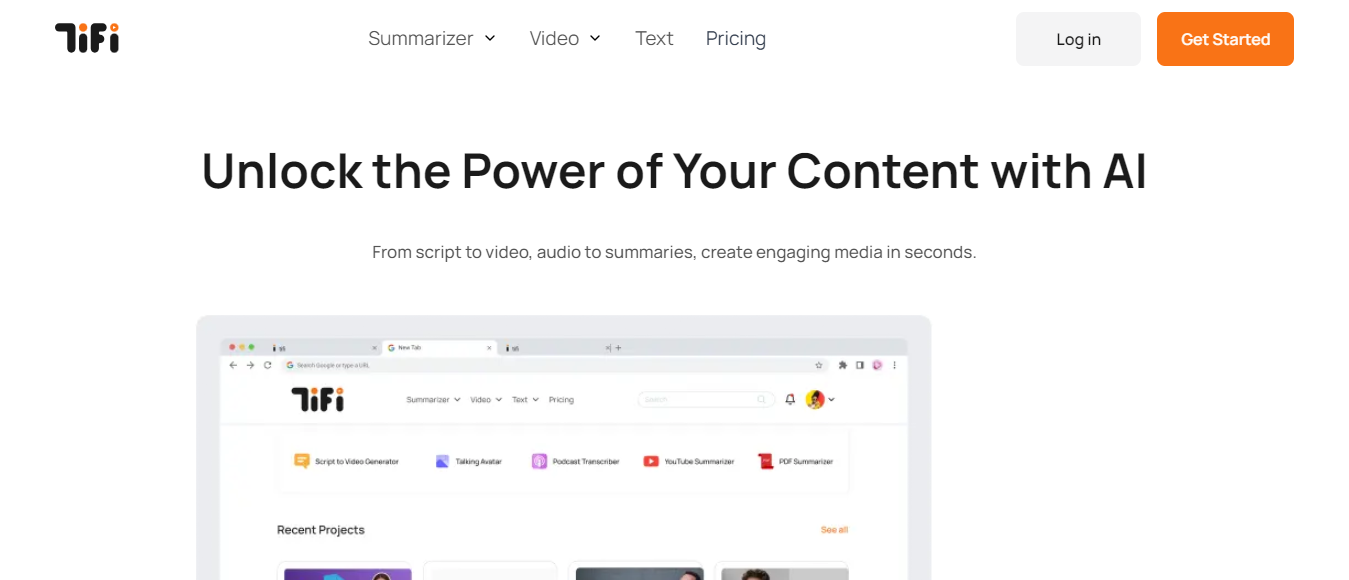 TiFi
Summarizer Video Text Pricing
Log in
Get Started
Unlock the Power of Your Content with AI
From script to video, audio to summaries, create engaging media in seconds.
New Tab
Search Google or type a URL
TiFi
Summarizer Video Text Pricing
Search
Script to Video Generator
Talking Avatar
Podcast Transcriber
YouTube Summarizer
PDF Summarizer
Recent Projects
See all